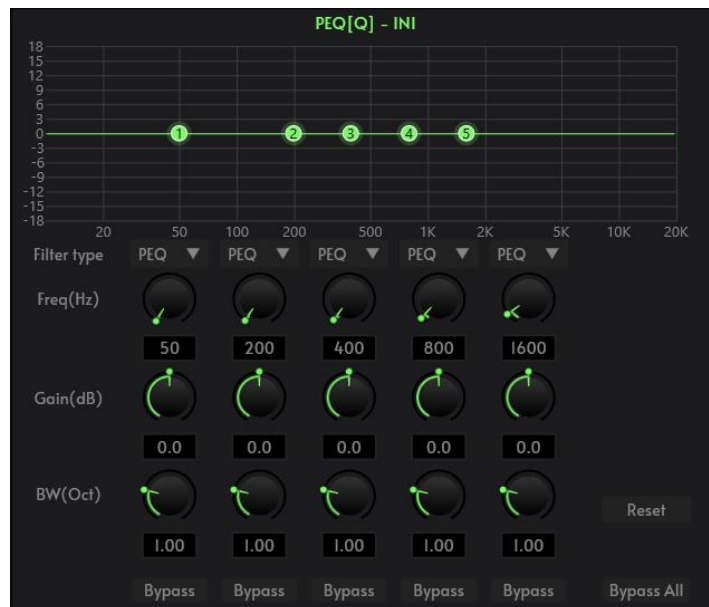 PEQ[Q] - IN1
18
15
12
9
6
3
0
-3
-6
-9
-12
-15
-18
1 2 3 4 5
20 50 100 200 500 1K 2K 5K 10K 20K
Filter type PEQ PEQ PEQ PEQ PEQ
Freq(Hz)
50 200 400 800 1600
Gain(dB)
0.0 0.0 0.0 0.0 0.0
BW(Oct)
Reset
1.00 1.00 1.00 1.00 1.00
Bypass Bypass Bypass Bypass Bypass Bypass All